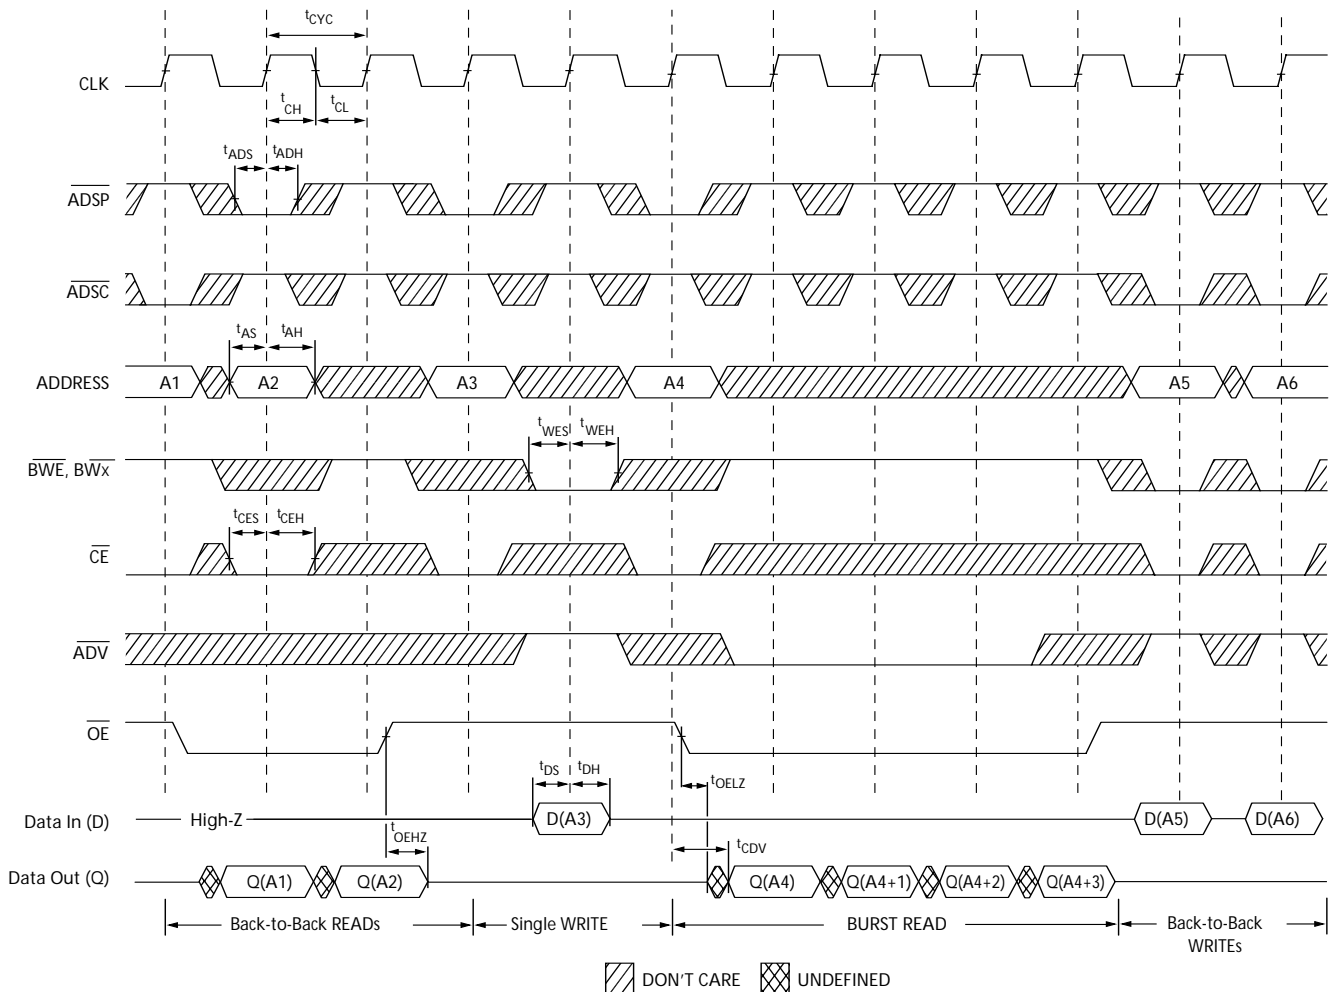 tCYC
CLK
tCH tCL
tADS tADH
ADSP
ADSC
tAS tAH
ADDRESS A1 A2 A3 A4 A5 A6
tWES tWEH
BWE, BWx
tCES tCEH
CE
ADV
OE
tDS tDH
tOELZ
Data In (D) High-Z D(A3) D(A5) D(A6)
tOEHZ
tCDV
Data Out (Q) Q(A1) Q(A2) Q(A4) Q(A4+1) Q(A4+2) Q(A4+3)
Back-to-Back READs Single WRITE BURST READ Back-to-Back
WRITEs
DON'T CARE UNDEFINED